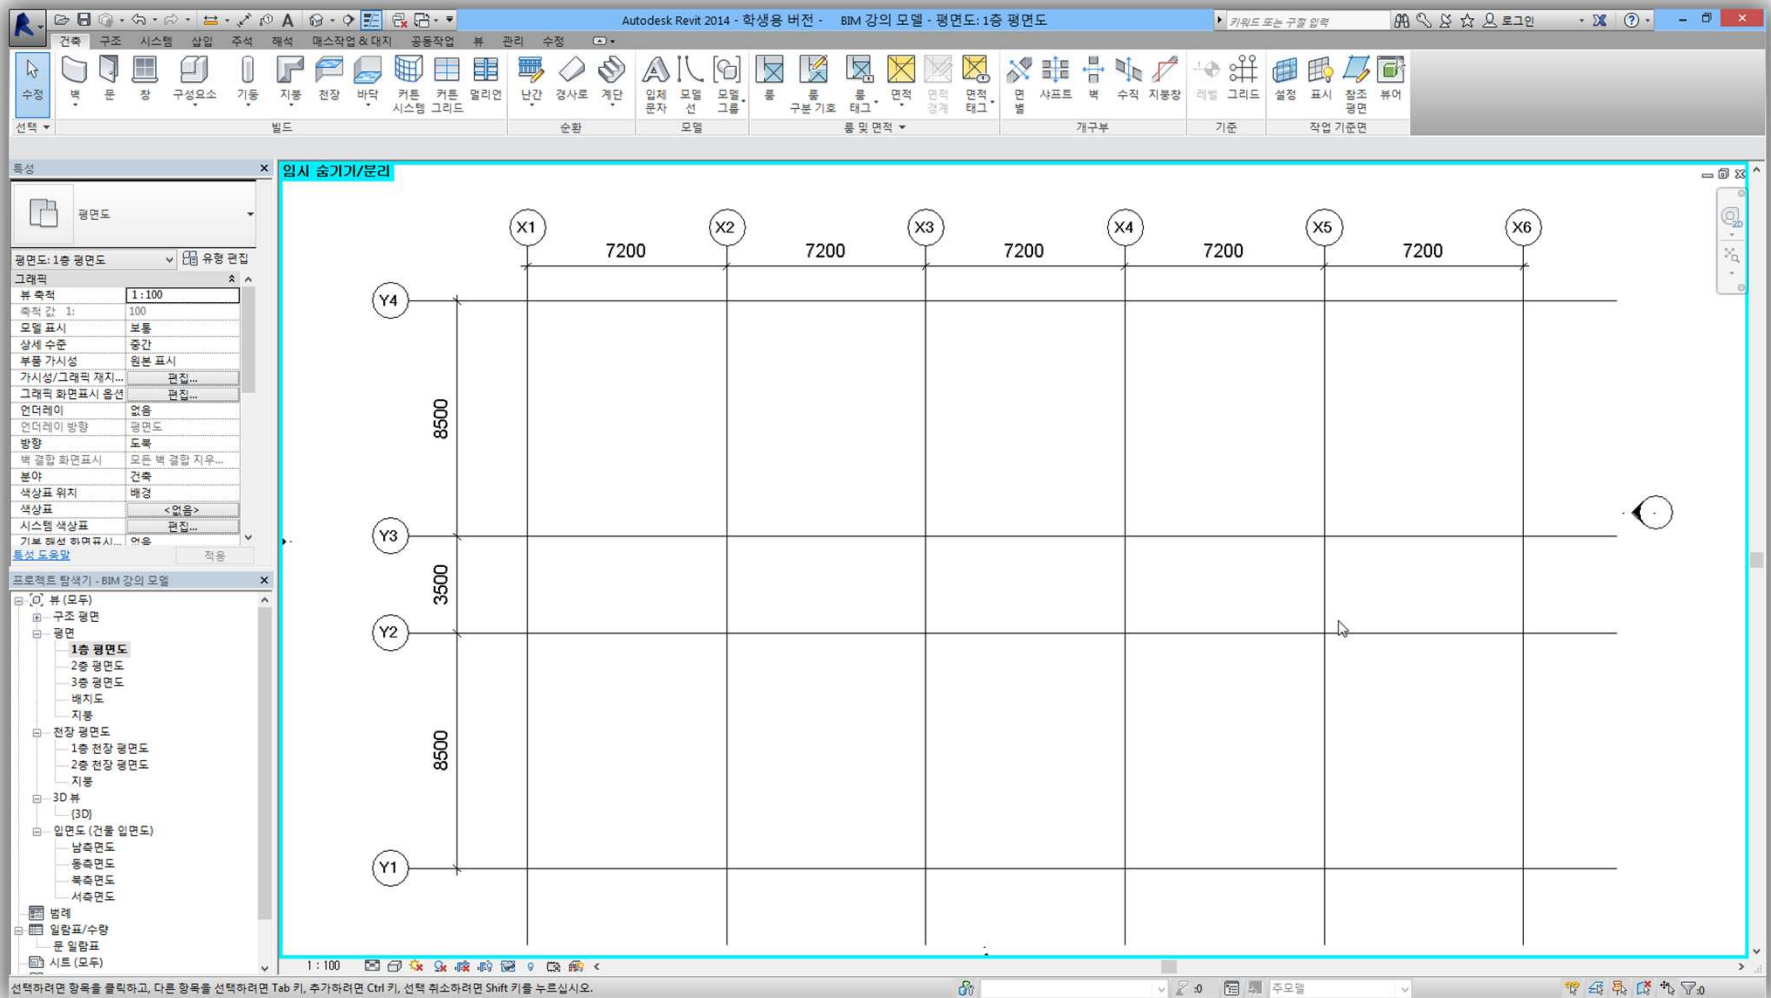 Autodesk Revit 2014 - 학생용 버전 - BIM 강의 모델 - 평면도: 1층 평면도
키워드 또는 구절 입력
로그인
건축 구조 시스템 삽입 주석 해석 매스작업 & 대지 공동작업 뷰 관리 수정
수정 벽 문 창 구성요소 기둥 지붕 천장 바닥 커튼 시스템 커튼 그리드 멀리언 난간 경사로 계단 입체 문자 모델 선 모델 그룹 룸 룸 구분 기호 룸 태그 면적 면적 경계 면적 태그 면별 샤프트 벽 수직 지붕창 레벨 그리드 설정 표시 참조 평면 뷰어
선택 빌드 순환 모델 룸 및 면적 개구부 기준 작업 기준면
특성
평면도
평면도: 1층 평면도 유형 편집
그래픽
뷰 축척 1 : 100
축척 값 1: 100
모델 표시 보통
상세 수준 중간
부품 가시성 원본 표시
가시성/그래픽 재지... 편집...
그래픽 화면표시 옵션 편집...
언더레이 없음
언더레이 방향 평면도
방향 도북
벽 결합 화면표시 모든 벽 결합 지우...
분야 건축
색상표 위치 배경
색상표 <없음>
시스템 색상표 편집...
기본 해석 화면표시... 없음
특성 도움말 적용
프로젝트 탐색기 - BIM 강의 모델
뷰 (모두)
구조 평면
평면
1층 평면도
2층 평면도
3층 평면도
배치도
지붕
천장 평면도
1층 천장 평면도
2층 천장 평면도
지붕
3D 뷰
{3D}
입면도 (건물 입면도)
남측면도
동측면도
북측면도
서측면도
범례
일람표/수량
문 일람표
시트 (모두)
임시 숨기기/분리
X1 X2 X3 X4 X5 X6
7200 7200 7200 7200 7200
Y4
8500
Y3
3500
Y2
8500
Y1
2D
1 : 100
선택하려면 항목을 클릭하고, 다른 항목을 선택하려면 Tab 키, 추가하려면 Ctrl 키, 선택 취소하려면 Shift 키를 누르십시오.
:0
주모델
:0